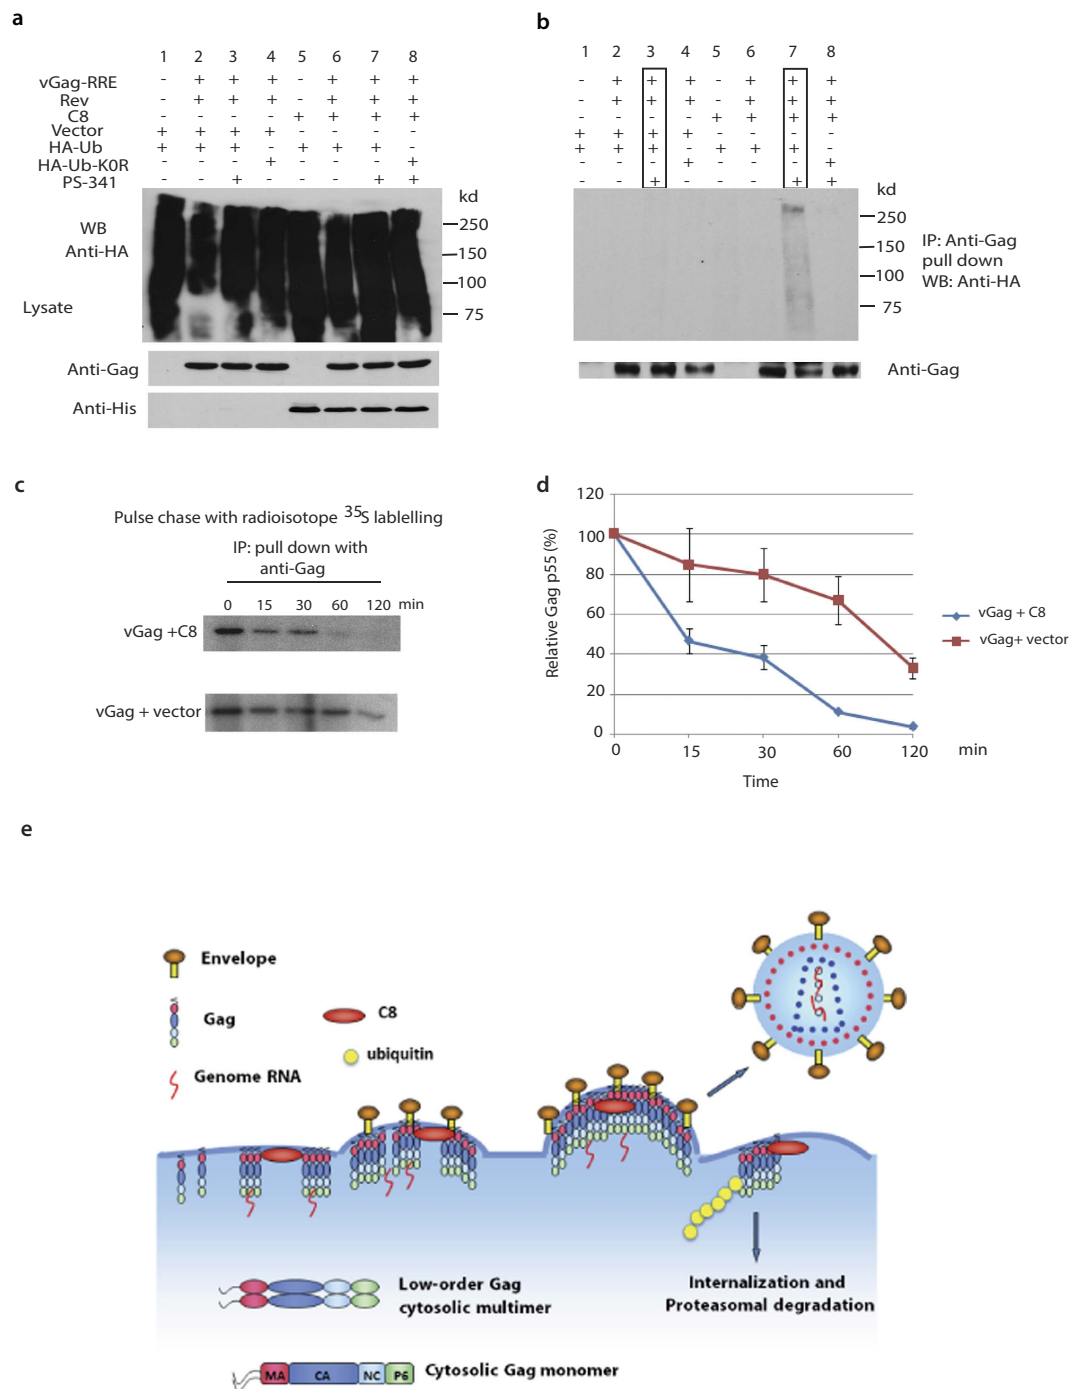 a
1 2 3 4 5 6 7 8
vGag-RRE - + + + - + + +
Rev - + + + - + + +
C8 - - - - + + + +
Vector + + + + - - - -
HA-Ub + + + - + + + -
HA-Ub-K0R - - - + - - - +
PS-341 - - + - - - + +
kd
WB
Anti-HA
250
150
100
75
Lysate
Anti-Gag
Anti-His
b
1 2 3 4 5 6 7 8
- + + + - + + +
- + + + - + + +
- - - - + + + +
+ + + + - - - -
+ + + - + + + -
- - - + - - - +
- - + - - - + +
kd
250
150
100
75
IP: Anti-Gag
pull down
WB: Anti-HA
Anti-Gag
c
Pulse chase with radioisotope 35S lablelling
IP: pull down with
anti-Gag
0 15 30 60 120 min
vGag +C8
vGag + vector
d
120
100
80
60
40
20
0
Relative Gag p55 (%)
0 15 30 60 120 min
Time
vGag + C8
vGag+ vector
e
Envelope
Gag
C8
ubiquitin
Genome RNA
Low-order Gag
cytosolic multimer
Internalization and
Proteasomal degradation
MA CA NC P6
Cytosolic Gag monomer